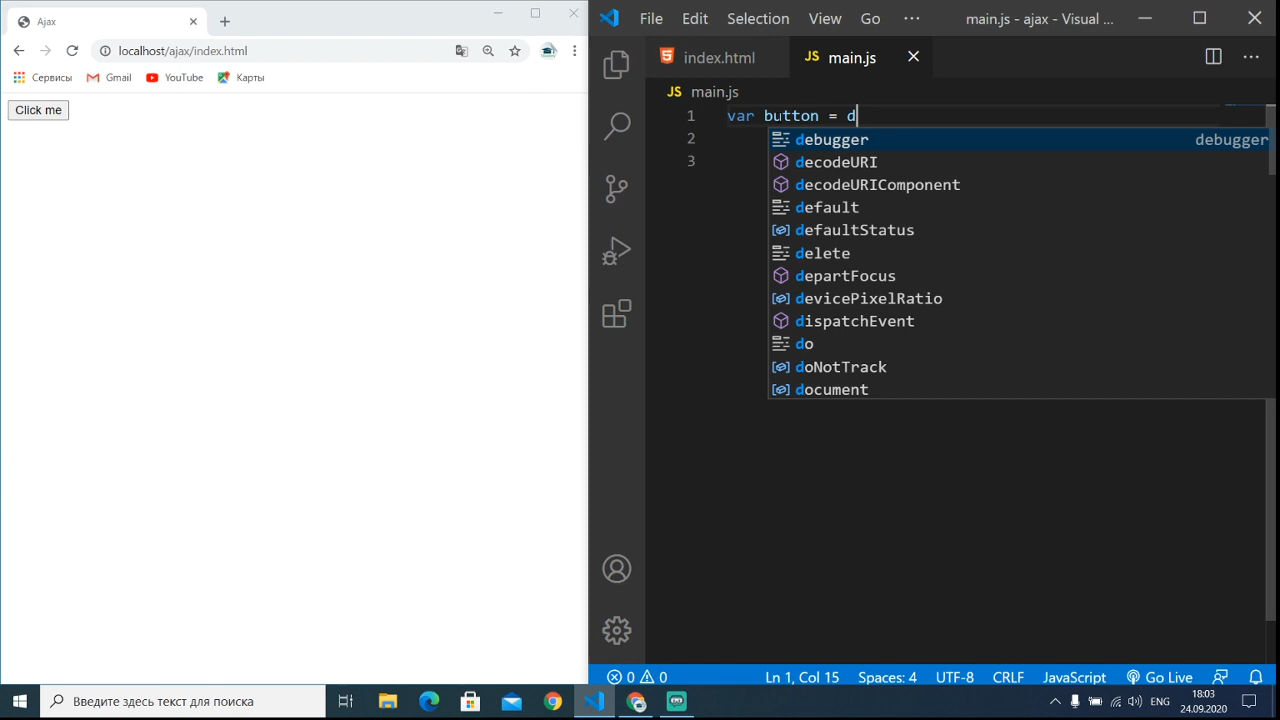 Ajax
localhost/ajax/index.html
Сервисы Gmail YouTube Карты
Click me
File Edit Selection View Go ··· main.js - ajax - Visual ...
index.html JS main.js
JS main.js
1 var button = d
2
3
debugger debugger
decodeURI
decodeURIComponent
default
defaultStatus
delete
departFocus
devicePixelRatio
dispatchEvent
do
doNotTrack
document
0 0 Ln 1, Col 15 Spaces: 4 UTF-8 CRLF JavaScript Go Live
Введите здесь текст для поиска
ENG 18:03
24.09.2020